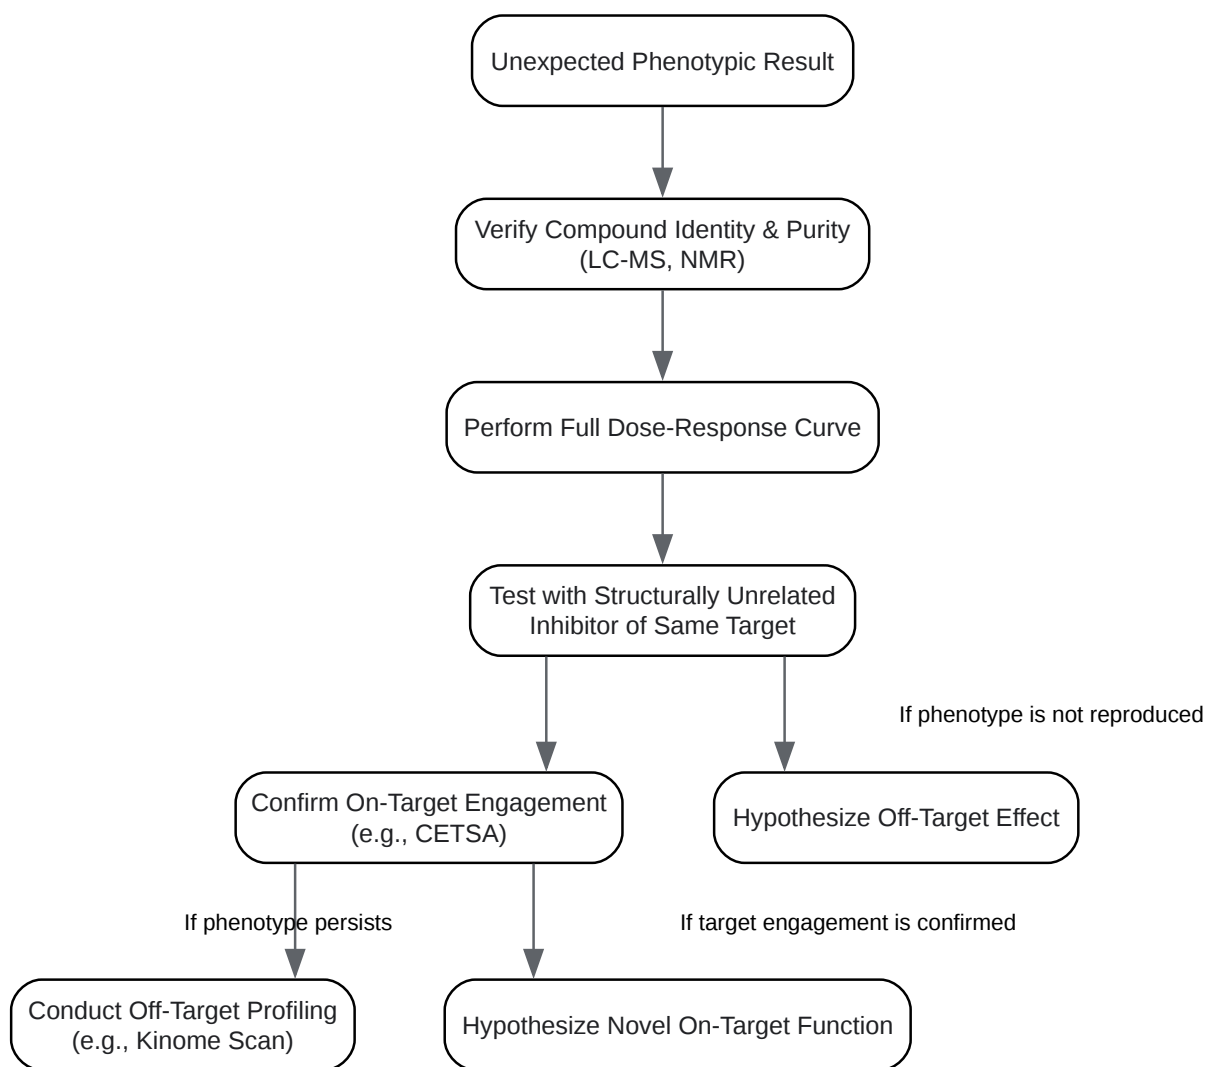 Unexpected Phenotypic Result
Verify Compound Identity & Purity
(LC-MS, NMR)
Perform Full Dose-Response Curve
Test with Structurally Unrelated
Inhibitor of Same Target
If phenotype is not reproduced
Confirm On-Target Engagement
(e.g., CETSA)
Hypothesize Off-Target Effect
If phenotype persists
If target engagement is confirmed
Conduct Off-Target Profiling
(e.g., Kinome Scan)
Hypothesize Novel On-Target Function